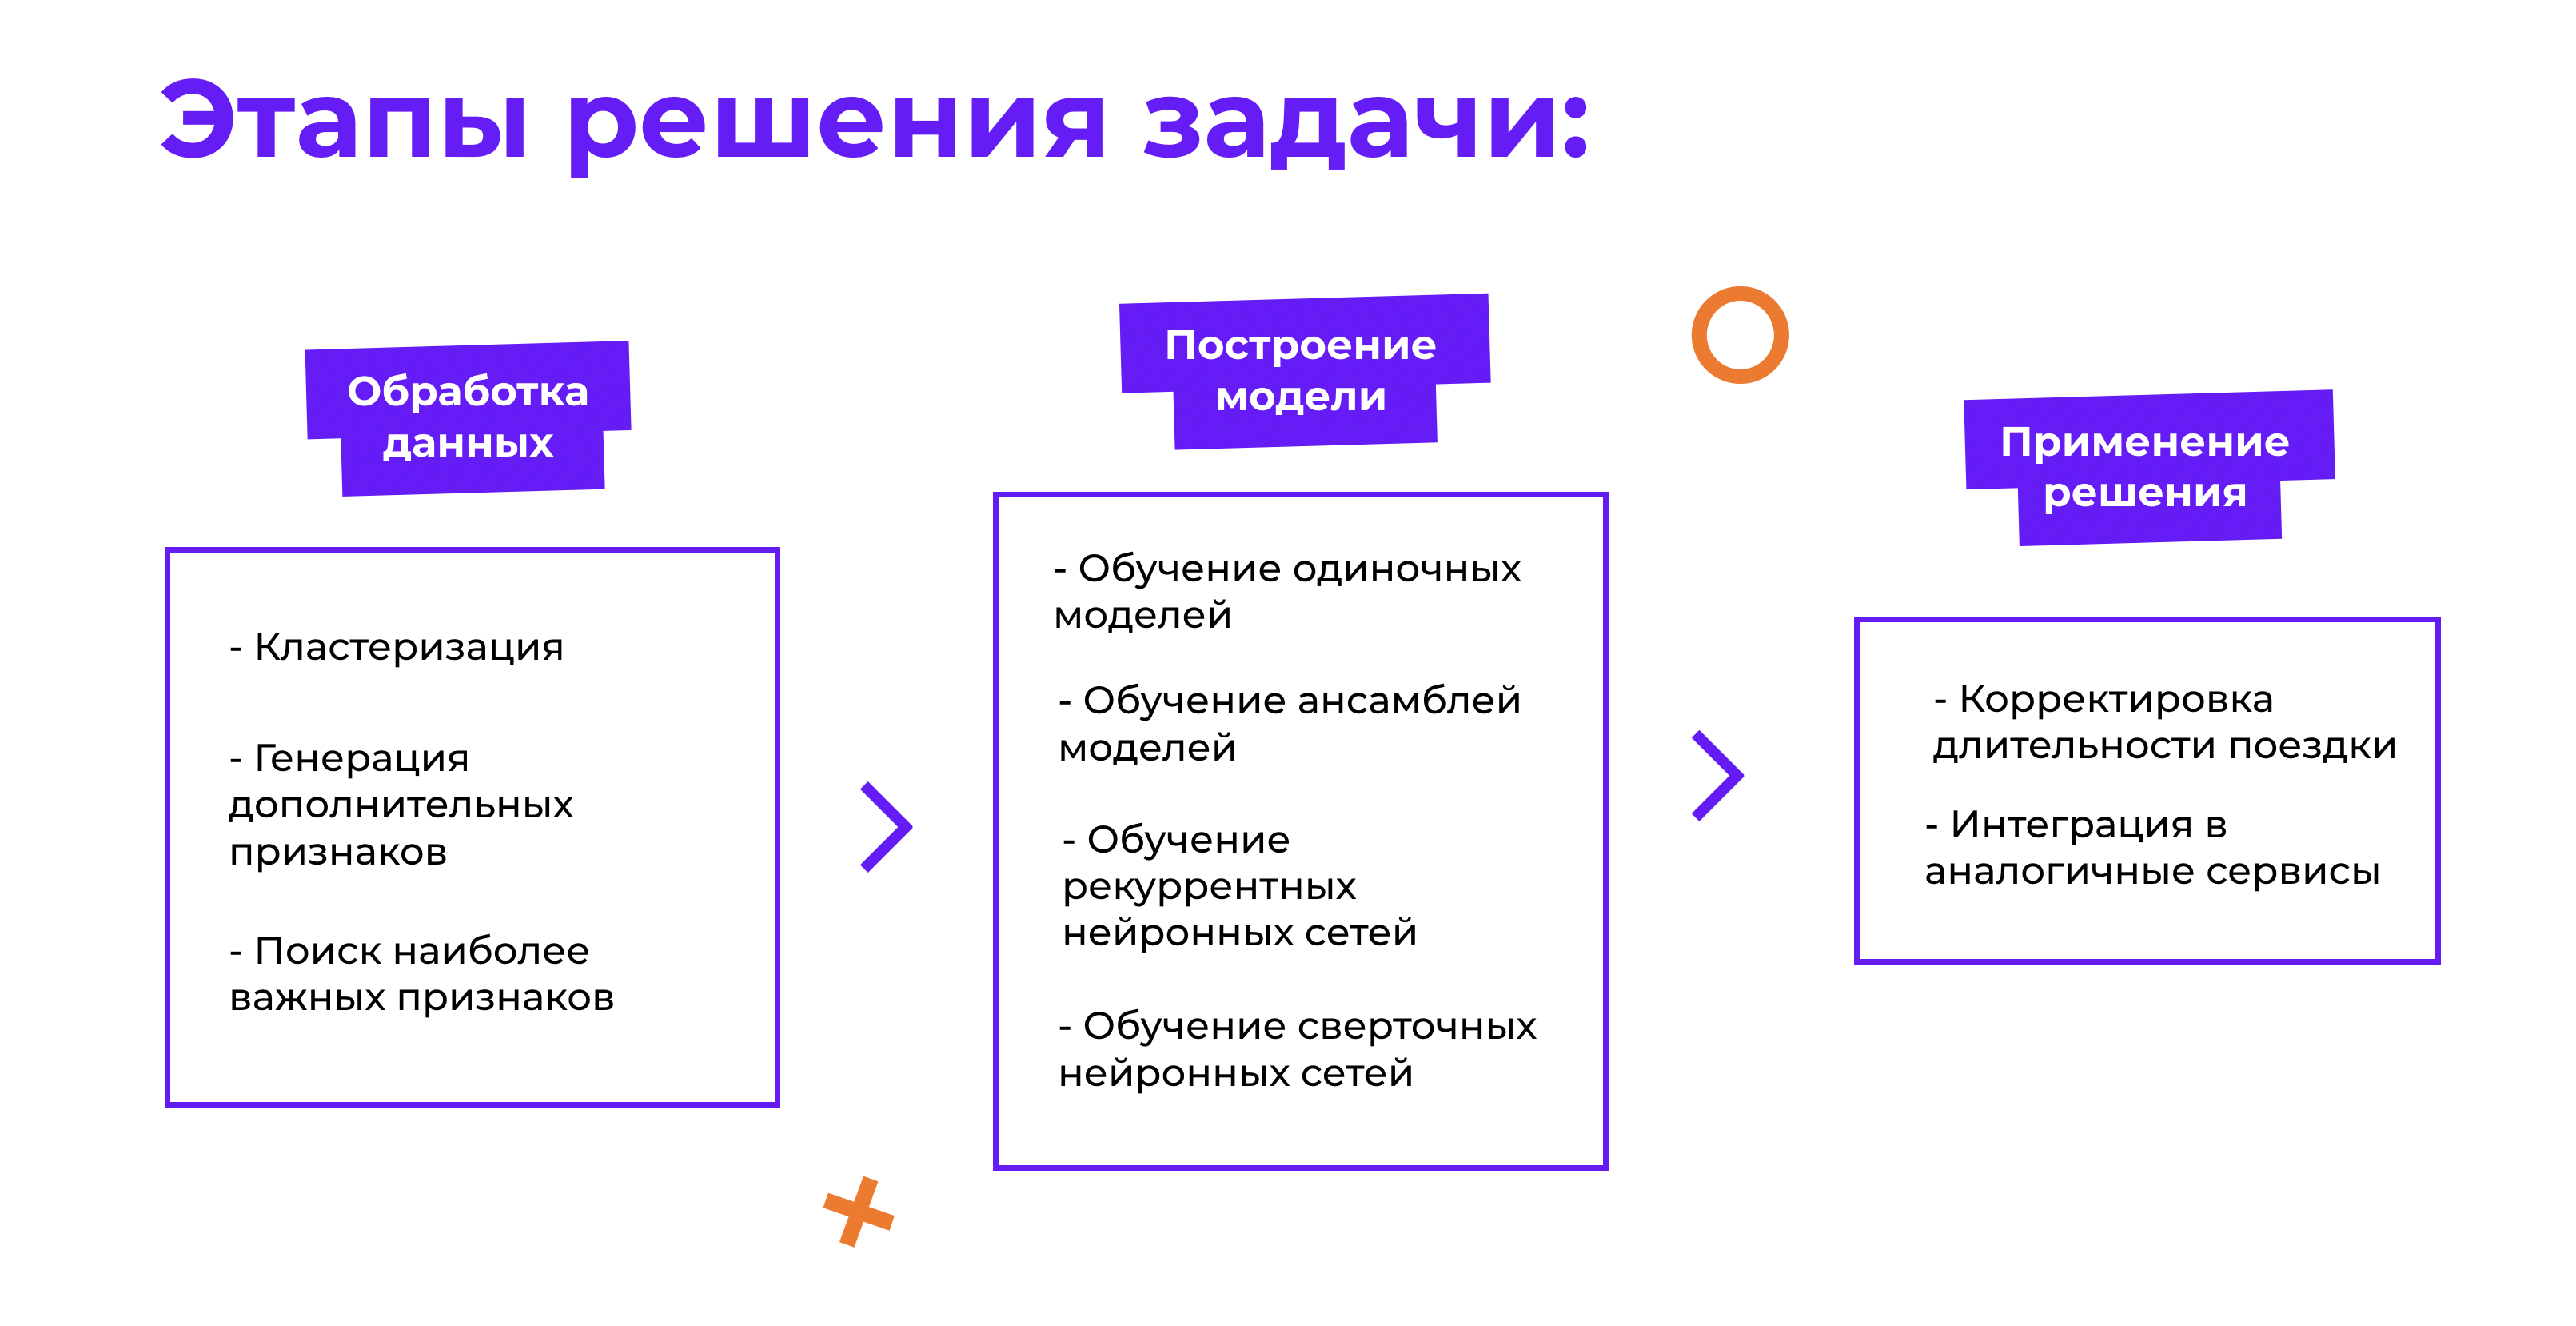 Этапы решения задачи:
Обработка
данных
- Кластеризация
- Генерация
дополнительных
признаков
- Поиск наиболее
важных признаков
Построение
модели
- Обучение одиночных
моделей
- Обучение ансамблей
моделей
- Обучение
рекуррентных
нейронных сетей
- Обучение сверточных
нейронных сетей
Применение
решения
- Корректировка
длительности поездки
- Интеграция в
аналогичные сервисы